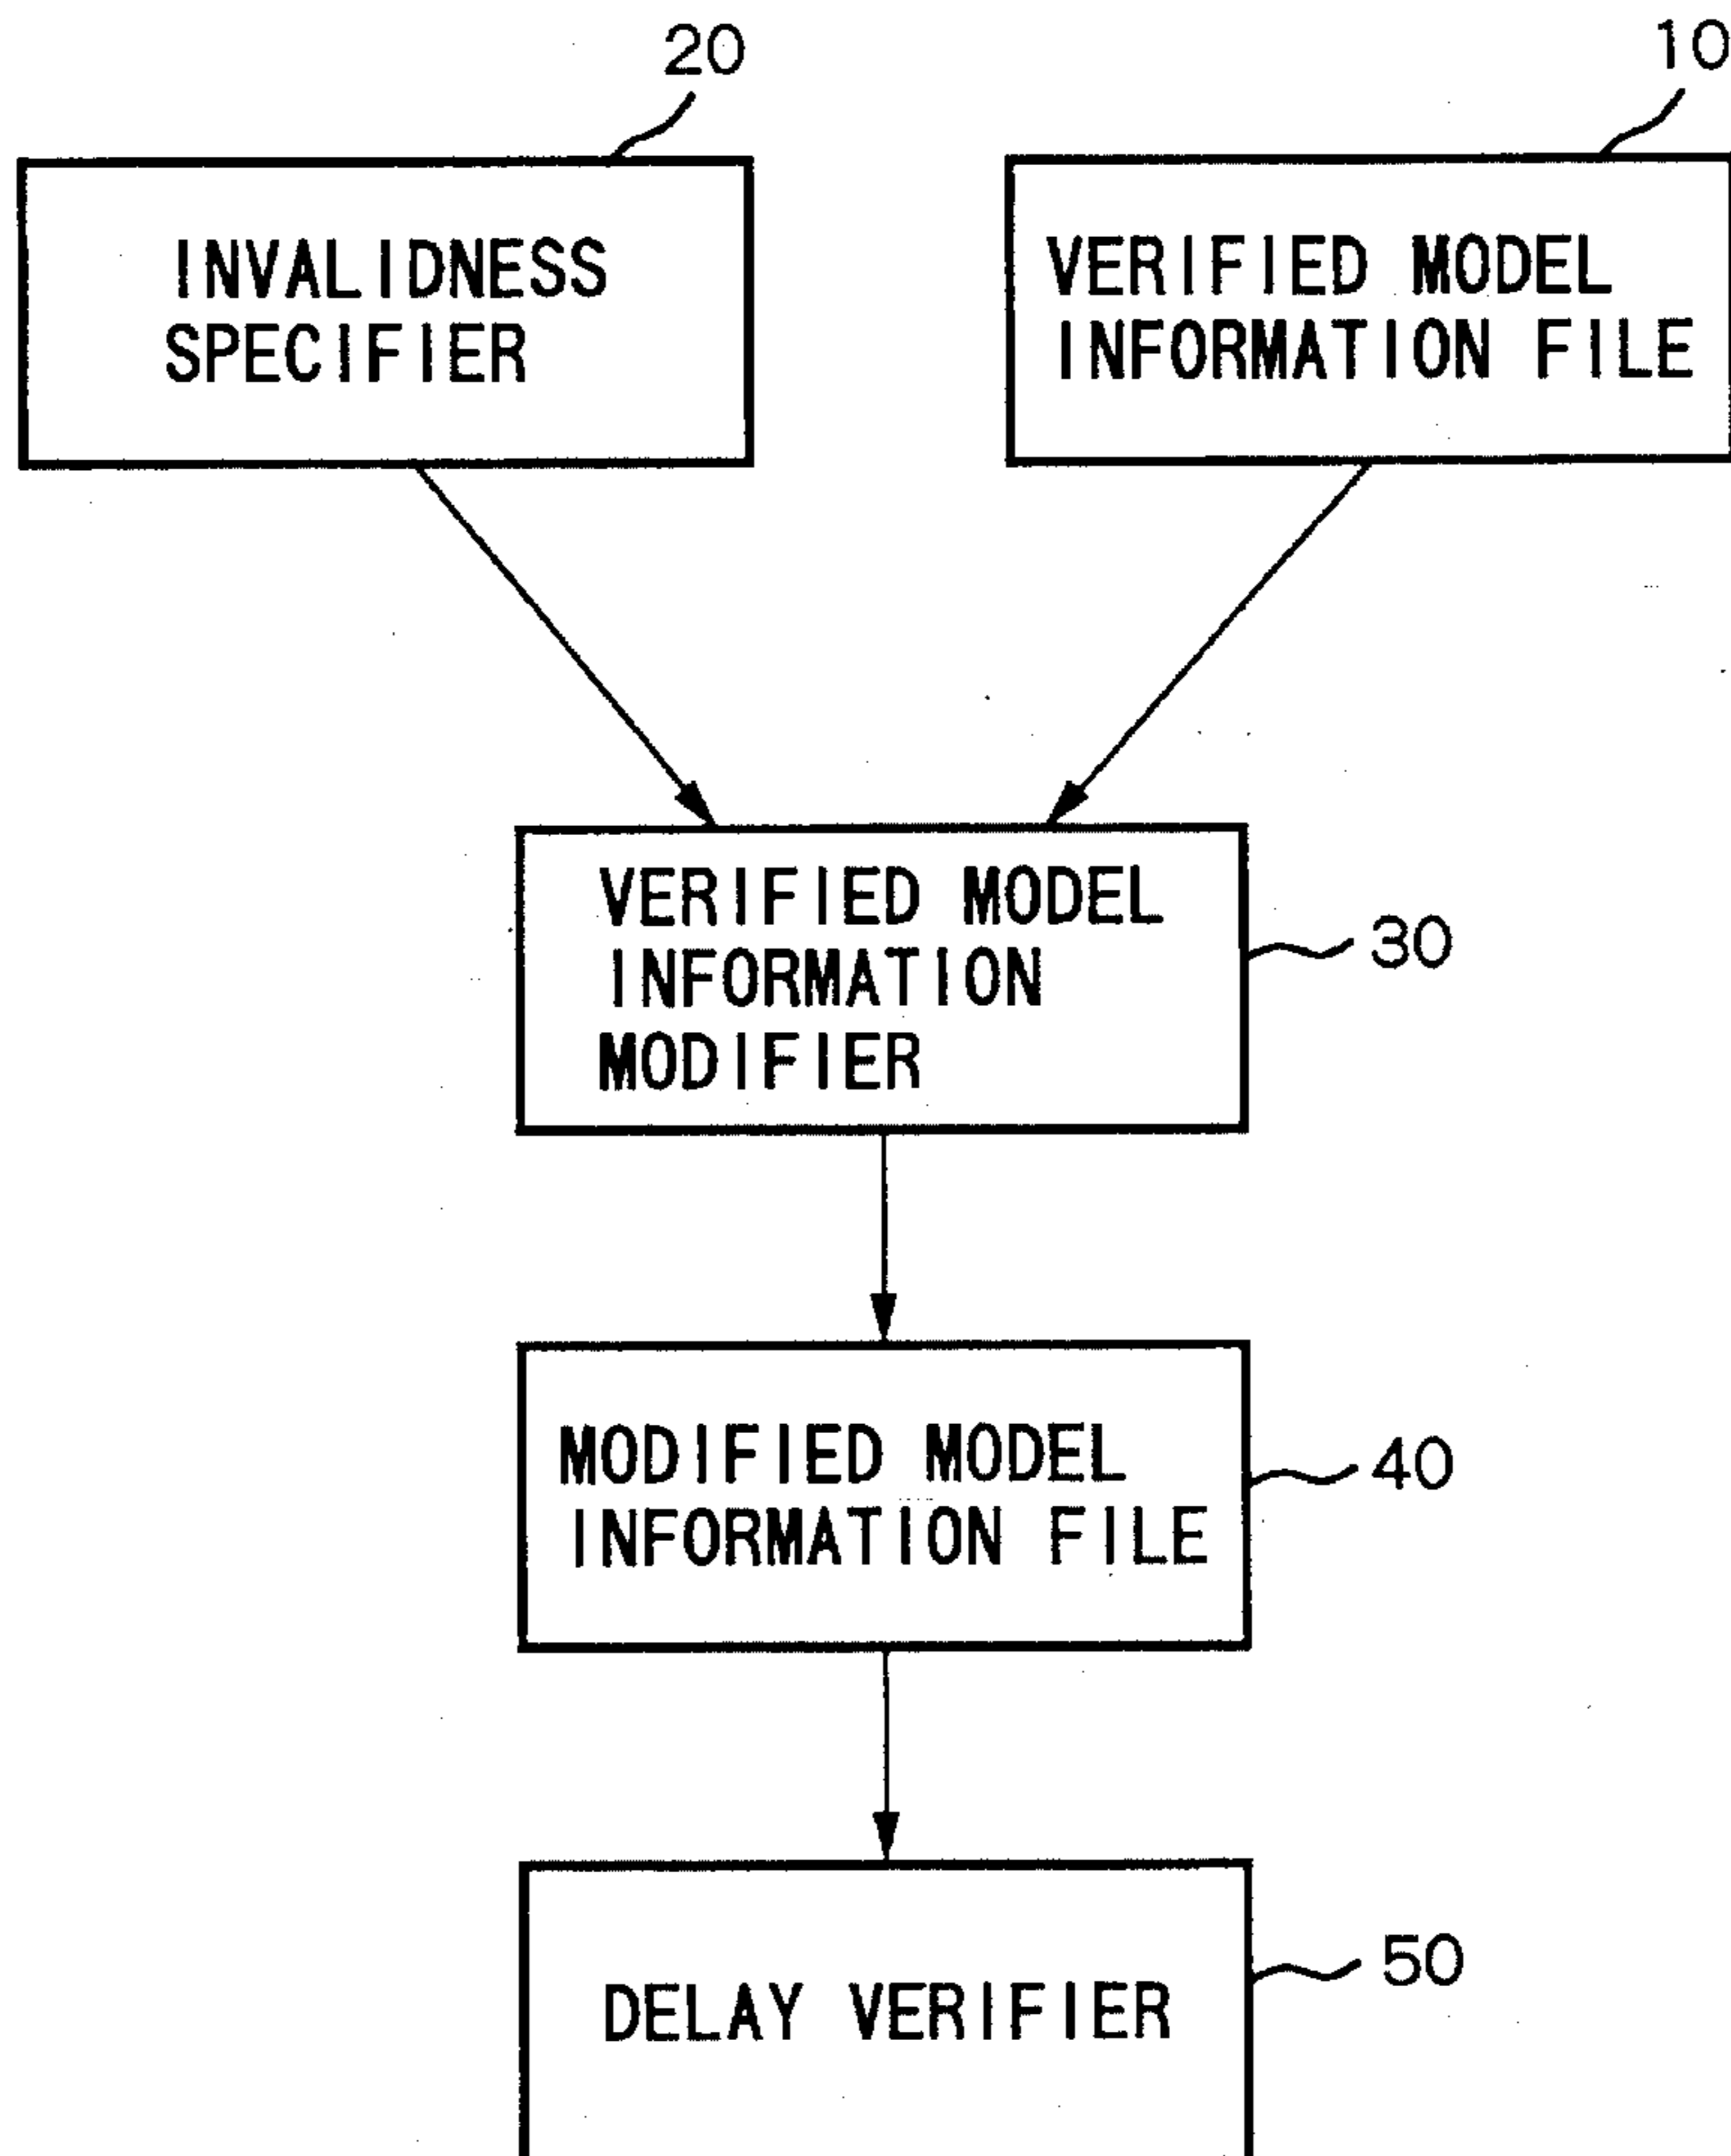 20
10
INVALIDNESS
SPECIFIER
VERIFIED MODEL
INFORMATION FILE
VERIFIED MODEL
INFORMATION
MODIFIER
30
MODIFIED MODEL
INFORMATION FILE
40
DELAY VERIFIER
50